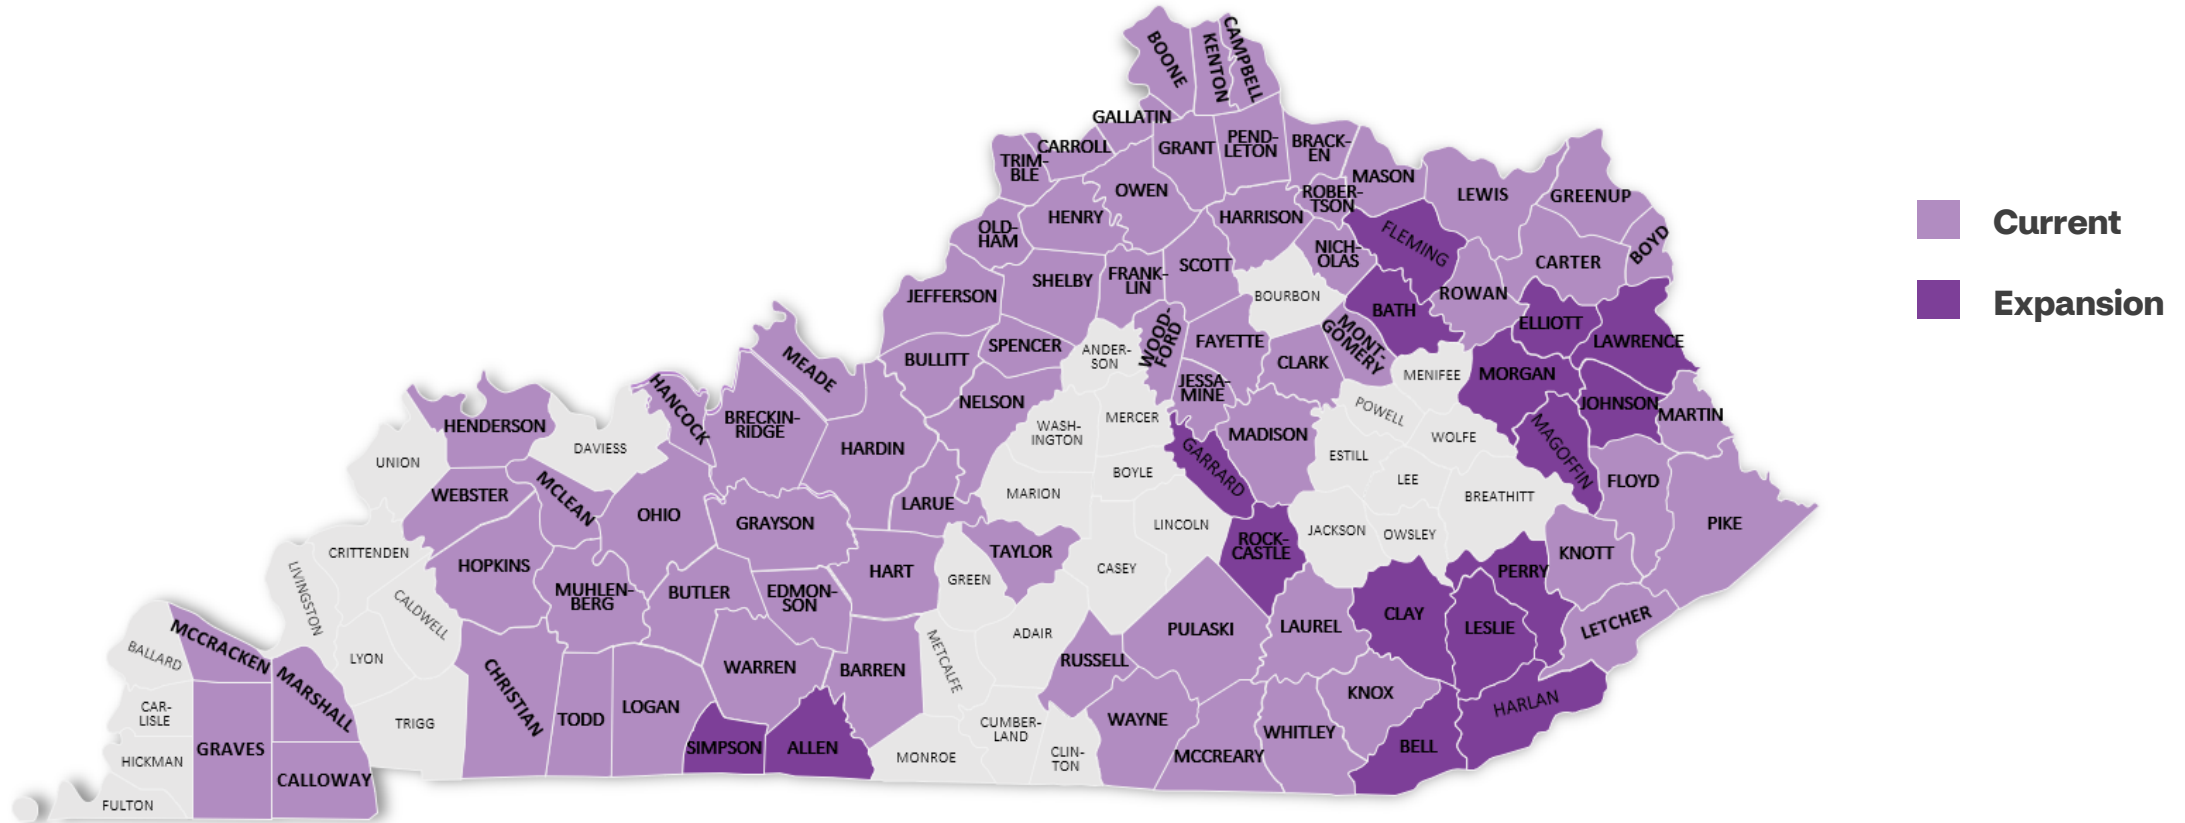 BOONE
KENTON
CAMPBELL
GALLATIN
CARROLL
TRIM-
BLE
GRANT
PEND-
LETON
BRACK-
EN
MASON
LEWIS
GREENUP
OWEN
ROBER-
TSON
HENRY
HARRISON
OLD-
HAM
FLEMING
BOYD
NICH-
OLAS
CARTER
SHELBY
FRANK-
LIN
SCOTT
JEFFERSON
BOURBON
ROWAN
BATH
ELLIOTT
LAWRENCE
BULLITT
SPENCER
ANDER-
SON
WOOD-
FORD
FAYETTE
MONT-
GOMERY
CLARK
MEADE
MENIFEE
MORGAN
JESSA-
MINE
NELSON
POWELL
JOHNSON
MARTIN
HANCOCK
BRECKIN-
RIDGE
HENDERSON
DAVIESS
WASH-
INGTON
MERCER
MADISON
WOLFE
MAGOFFIN
HARDIN
UNION
GARRARD
ESTILL
BOYLE
LEE
FLOYD
WEBSTER
MCLEAN
MARION
BREATHITT
LARUE
OHIO
GRAYSON
LINCOLN
JACKSON
OWSLEY
PIKE
CRITTENDEN
ROCK-
CASTLE
TAYLOR
KNOTT
HOPKINS
HART
GREEN
CASEY
PERRY
LIVINGSTON
CALDWELL
MUHLEN-
BERG
BUTLER
EDMON-
SON
CLAY
LESLIE
LETCHER
PULASKI
LAUREL
ADAIR
MCCRACKEN
BALLARD
LYON
WARREN
BARREN
METCALFE
RUSSELL
MARSHALL
CHRISTIAN
KNOX
HARLAN
CAR-
LISLE
TRIGG
TODD
LOGAN
CUMBER-
LAND
WAYNE
WHITLEY
GRAVES
SIMPSON
ALLEN
BELL
HICKMAN
MONROE
CLIN-
TON
MCCREARY
CALLOWAY
FULTON
Current
Expansion